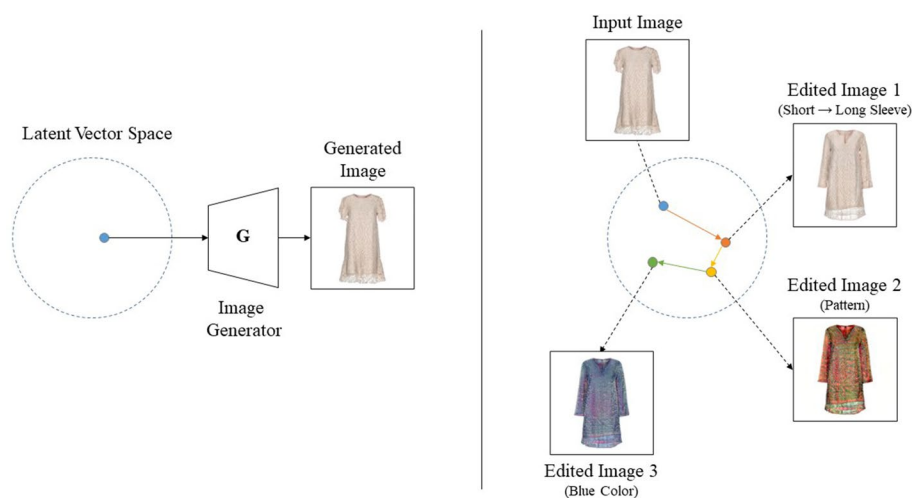 Latent Vector Space
Generated
Image
G
Image
Generator
Input Image
Edited Image 1
(Short → Long Sleeve)
Edited Image 2
(Pattern)
Edited Image 3
(Blue Color)